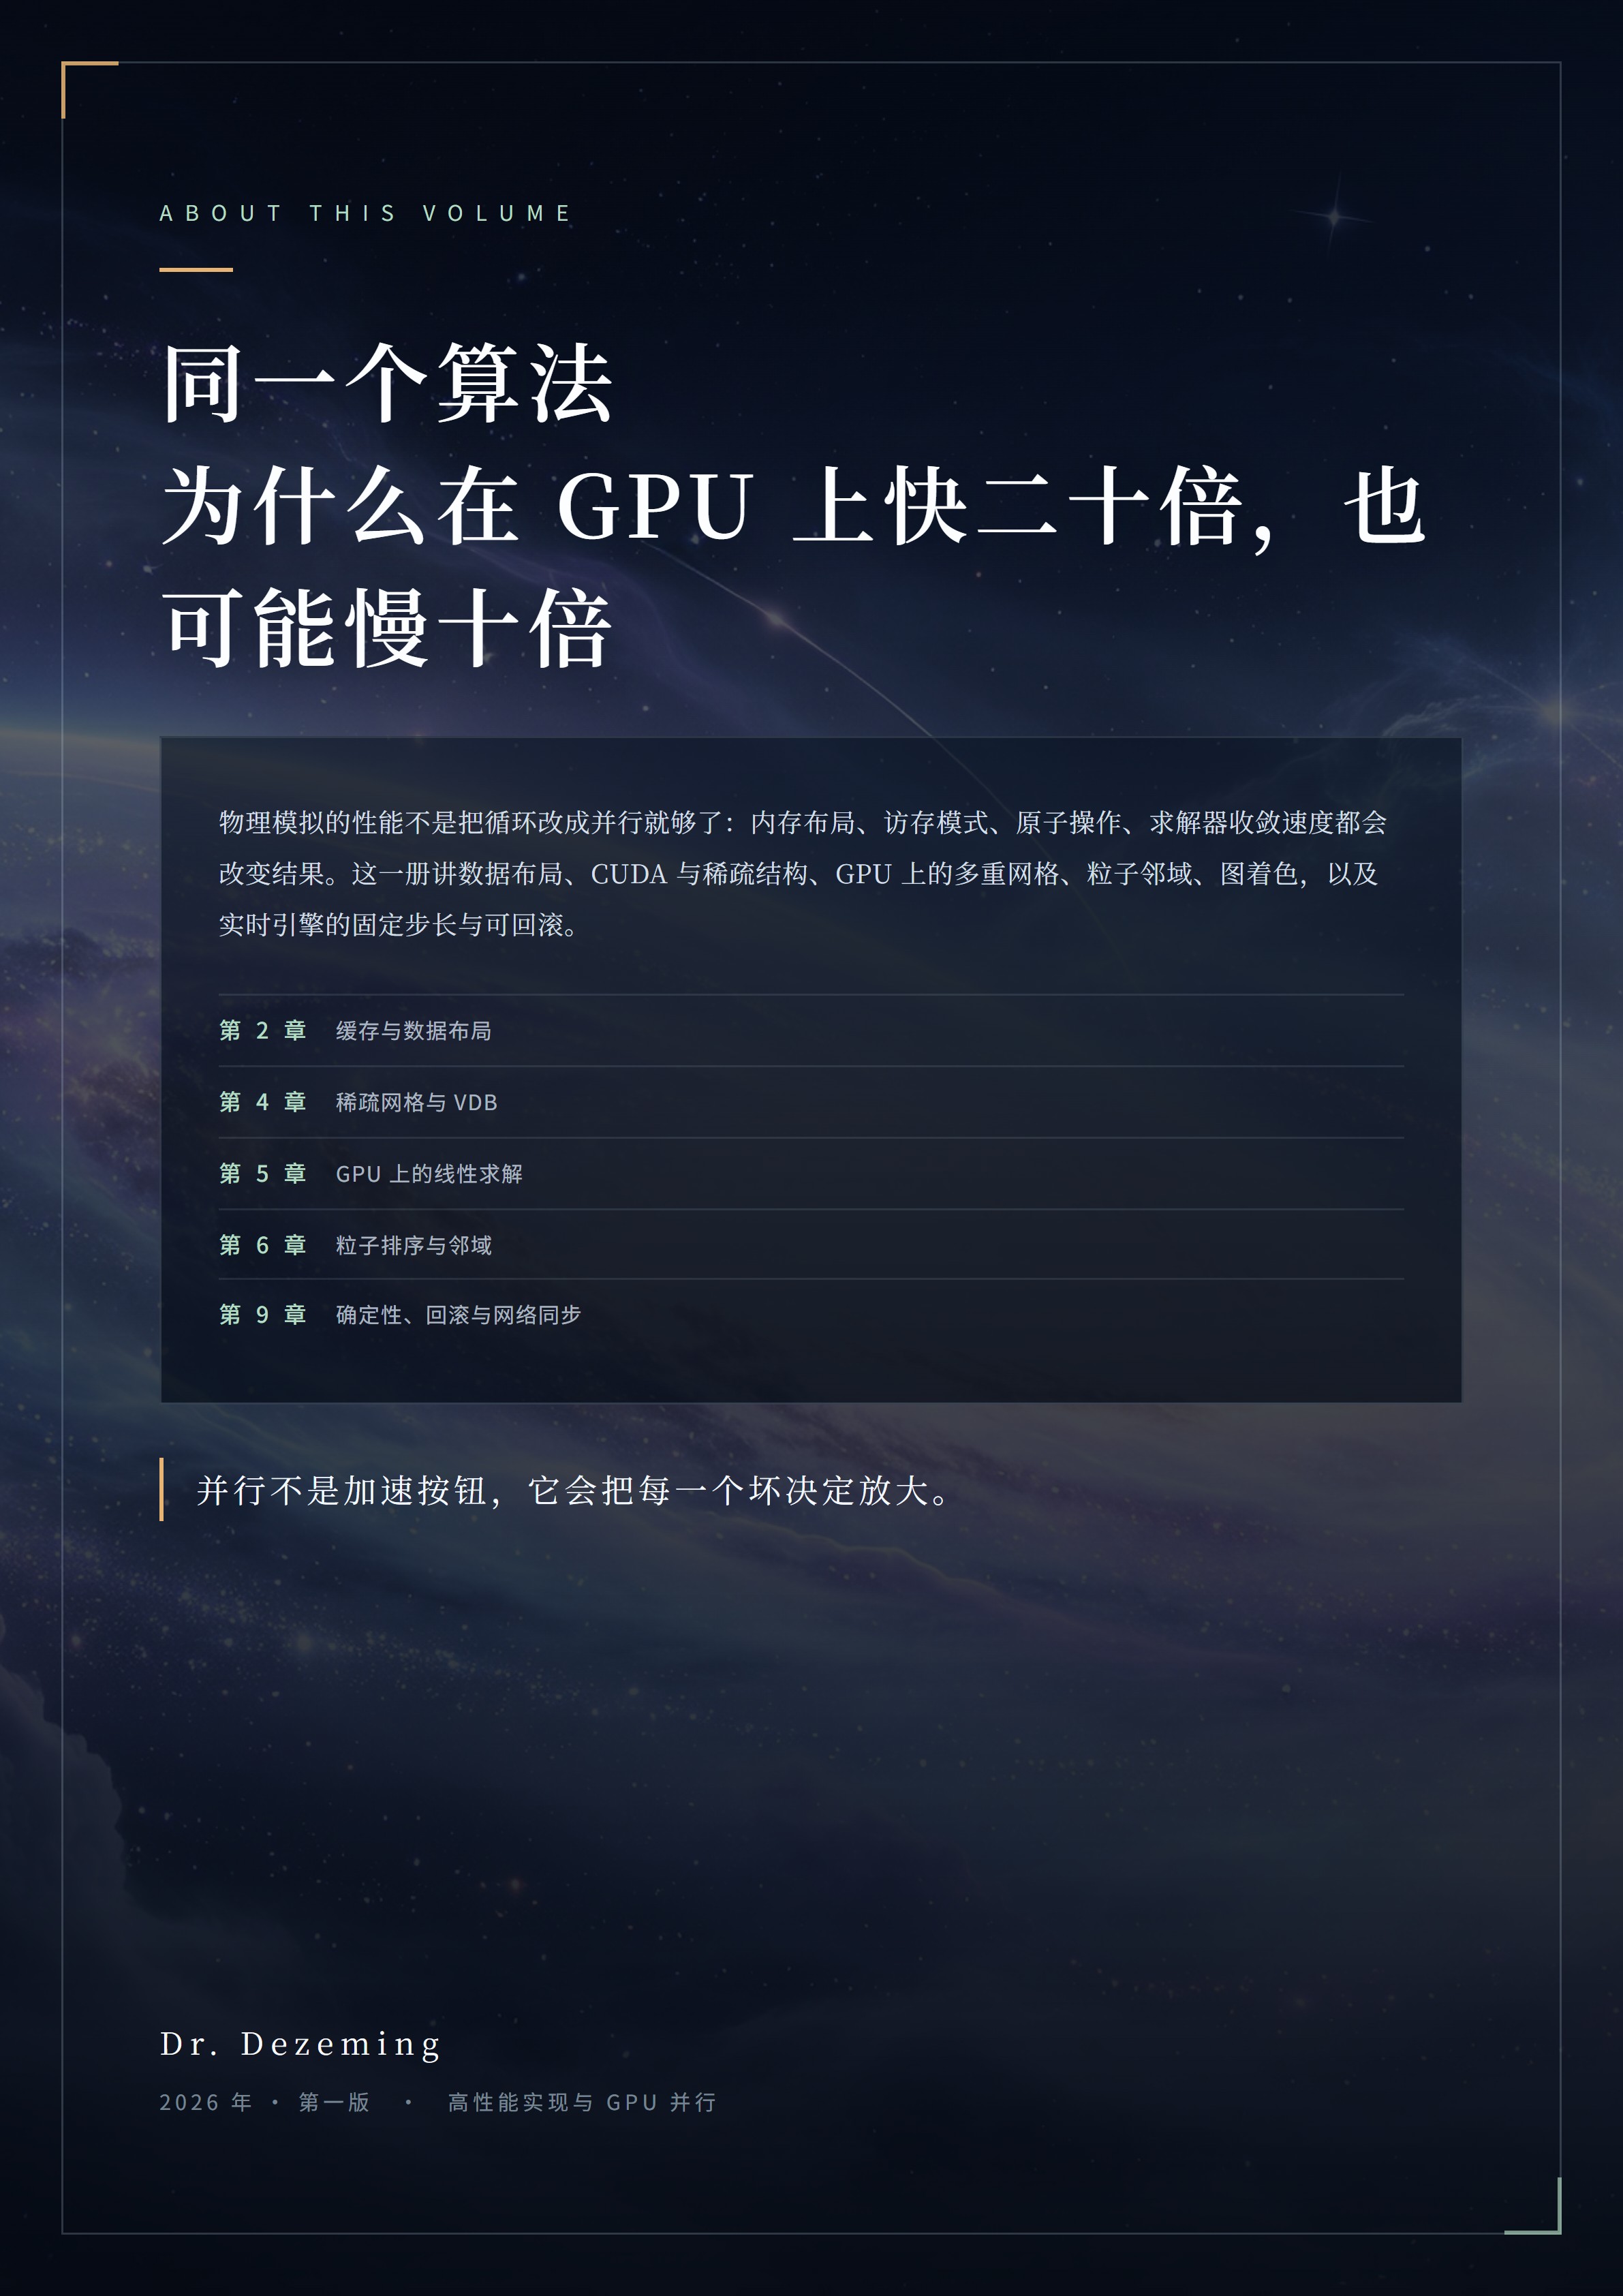 ABOUT THIS VOLUME
同一个算法
为什么在 GPU 上快二十倍，也
可能慢十倍
物理模拟的性能不是把循环改成并行就够了：内存布局、访存模式、原子操作、求解器收敛速度都会
改变结果。这一册讲数据布局、CUDA 与稀疏结构、GPU 上的多重网格、粒子邻域、图着色，以及
实时引擎的固定步长与可回滚。
第 2 章 缓存与数据布局
第 4 章 稀疏网格与 VDB
第 5 章 GPU 上的线性求解
第 6 章 粒子排序与邻域
第 9 章 确定性、回滚与网络同步
并行不是加速按钮，它会把每一个坏决定放大。
Dr. Dezeming
2026 年 · 第一版 · 高性能实现与 GPU 并行